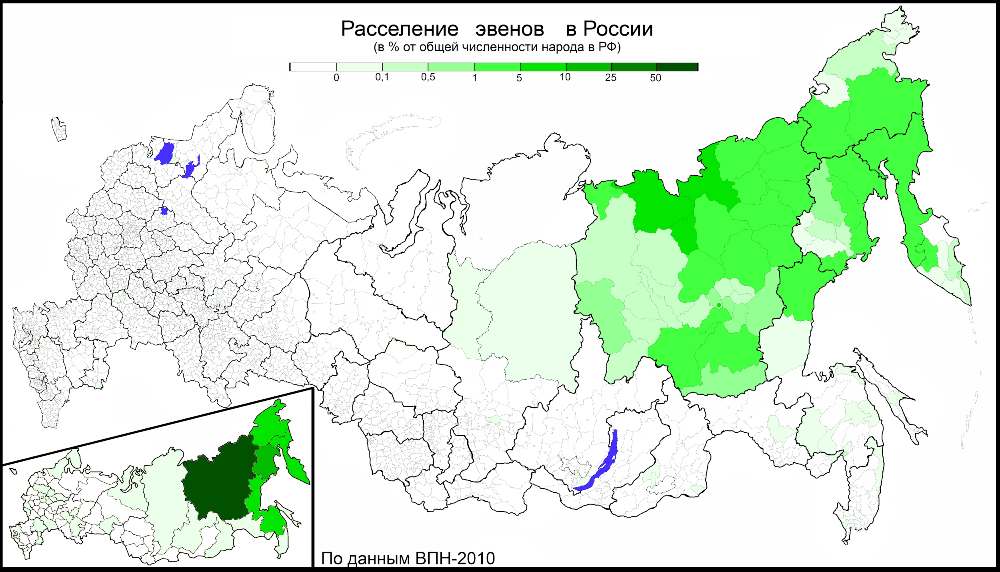 Расселение эвенов в России
(в % от общей численности народа в РФ)
0 0,1 0,5 1 5 10 25 50
По данным ВПН-2010